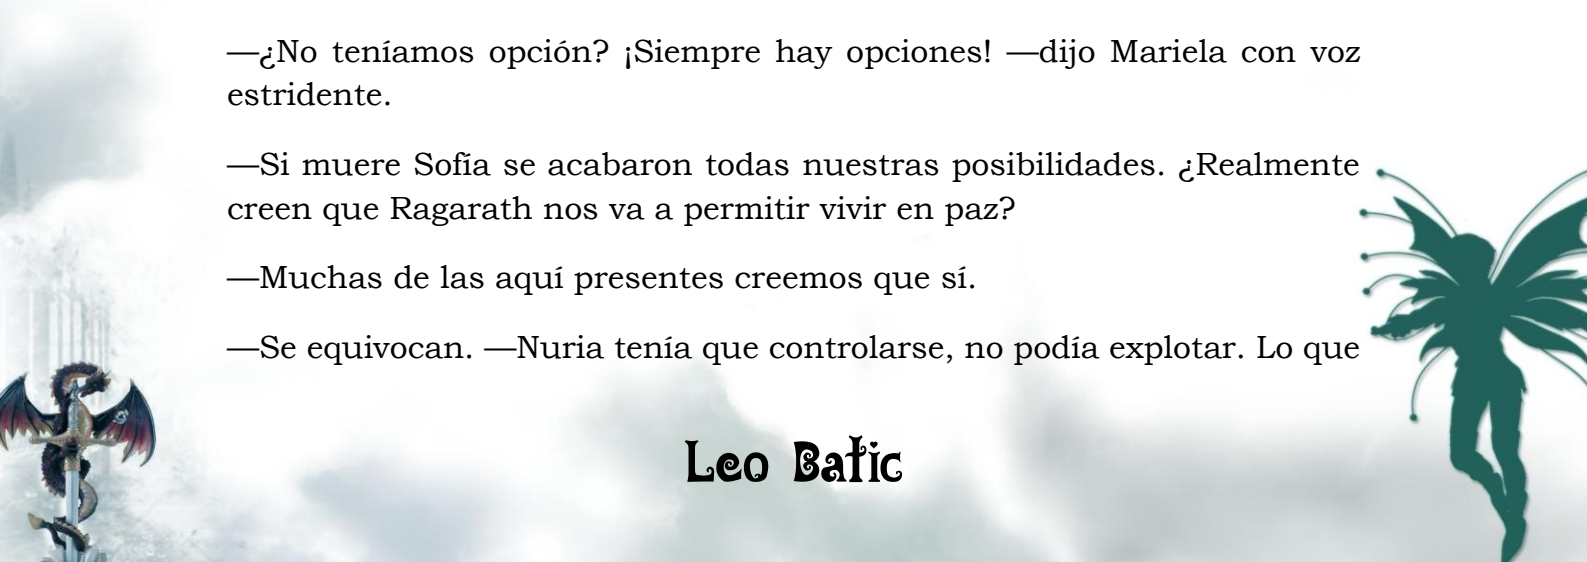 —¿No teníamos opción? ¡Siempre hay opciones! —dijo Mariela con voz
estridente.
—Si muere Sofía se acabaron todas nuestras posibilidades. ¿Realmente
creen que Ragarath nos va a permitir vivir en paz?
—Muchas de las aquí presentes creemos que sí.
—Se equivocan. —Nuria tenía que controlarse, no podía explotar. Lo que
Leo Batic